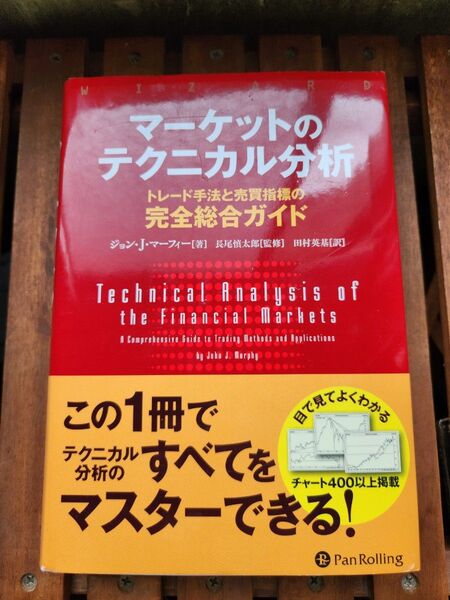 WIZARD
マーケットの
テクニカル分析
トレード手法と売買指標の
完全総合ガイド
ジョン・J・マーフィー[著] 長尾慎太郎[監修] 田村英基[訳]
Technical Analysis of
the Financial Markets
A Comprehensive Guide to Trading Methods and Applications
by John J. Murphy
この1冊で
テクニカル
分析の
すべてを
マスターできる!
目で見てよくわかる
チャート400以上掲載
PanRolling